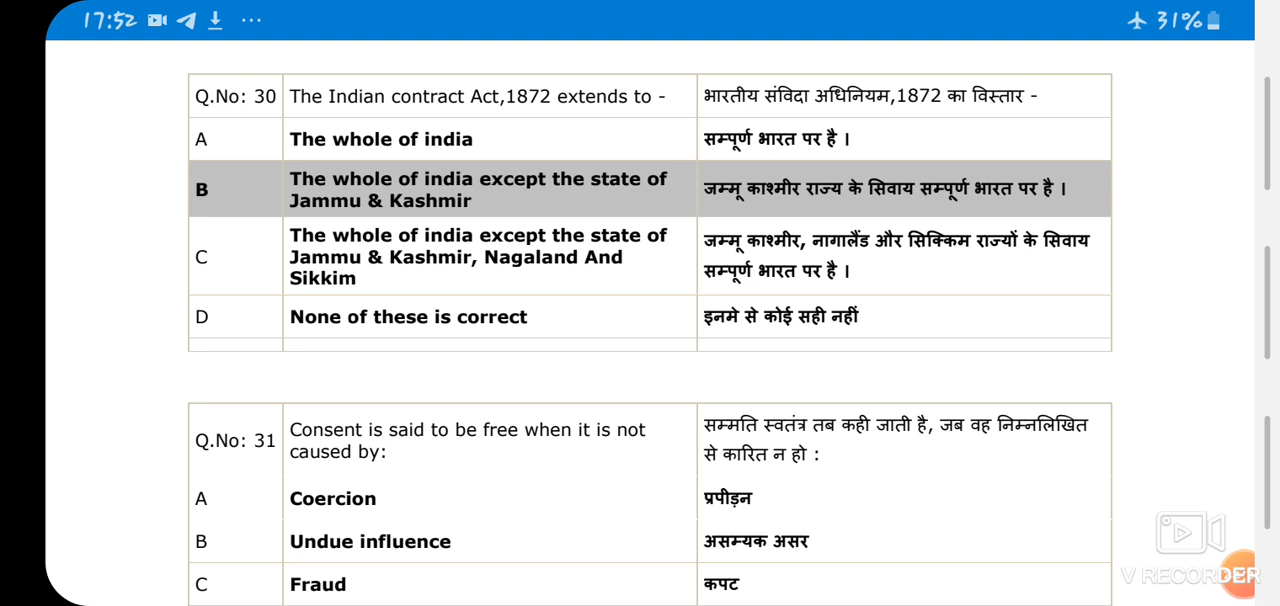 17:52 ... 31%
Q.No: 30 The Indian contract Act,1872 extends to - भारतीय संविदा अधिनियम,1872 का विस्तार -
A The whole of india सम्पूर्ण भारत पर है ।
B The whole of india except the state of Jammu & Kashmir जम्मू काश्मीर राज्य के सिवाय सम्पूर्ण भारत पर है ।
C The whole of india except the state of Jammu & Kashmir, Nagaland And Sikkim जम्मू काश्मीर, नागालैंड और सिक्किम राज्यों के सिवाय सम्पूर्ण भारत पर है ।
D None of these is correct इनमे से कोई सही नहीं
Q.No: 31 Consent is said to be free when it is not caused by: सम्मति स्वतंत्र तब कही जाती है, जब वह निम्नलिखित से कारित न हो :
A Coercion प्रपीड़न
B Undue influence असम्यक असर
C Fraud कपट
V RECORDER